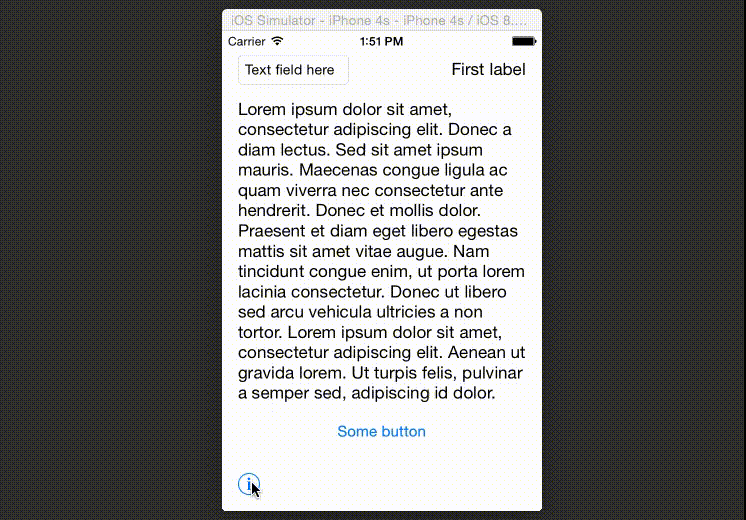 iOS Simulator - iPhone 4s - iPhone 4s / iOS 8....
Carrier 1:51 PM
Text field here First label
Lorem ipsum dolor sit amet,
consectetur adipiscing elit. Donec a
diam lectus. Sed sit amet ipsum
mauris. Maecenas congue ligula ac
quam viverra nec consectetur ante
hendrerit. Donec et mollis dolor.
Praesent et diam eget libero egestas
mattis sit amet vitae augue. Nam
tincidunt congue enim, ut porta lorem
lacinia consectetur. Donec ut libero
sed arcu vehicula ultricies a non
tortor. Lorem ipsum dolor sit amet,
consectetur adipiscing elit. Aenean ut
gravida lorem. Ut turpis felis, pulvinar
a semper sed, adipiscing id dolor.
Some button
i